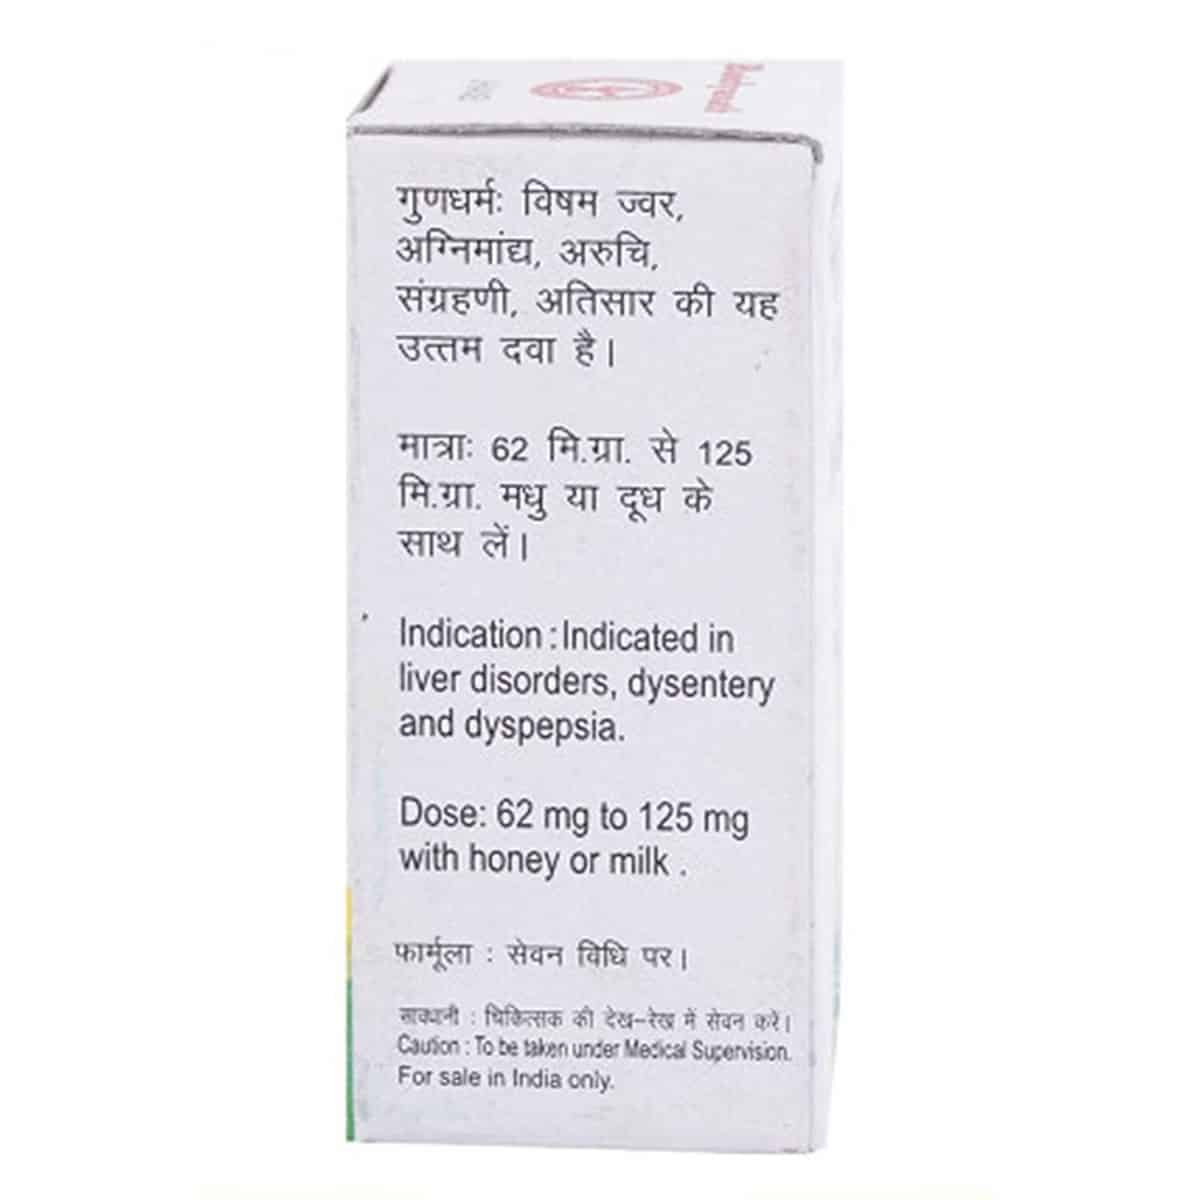 गुणधर्मः विषम ज्वर,
अग्निमांद्य, अरुचि,
संग्रहणी, अतिसार की यह
उत्तम दवा है।
मात्राः 62 मि.ग्रा. से 125
मि.ग्रा. मधु या दूध के
साथ लें।
Indication : Indicated in
liver disorders, dysentery
and dyspepsia.
Dose: 62 mg to 125 mg
with honey or milk .
फार्मूला : सेवन विधि पर।
सावधानी : चिकित्सक की देख-रेख में सेवन करें।
Caution : To be taken under Medical Supervision.
For sale in India only.